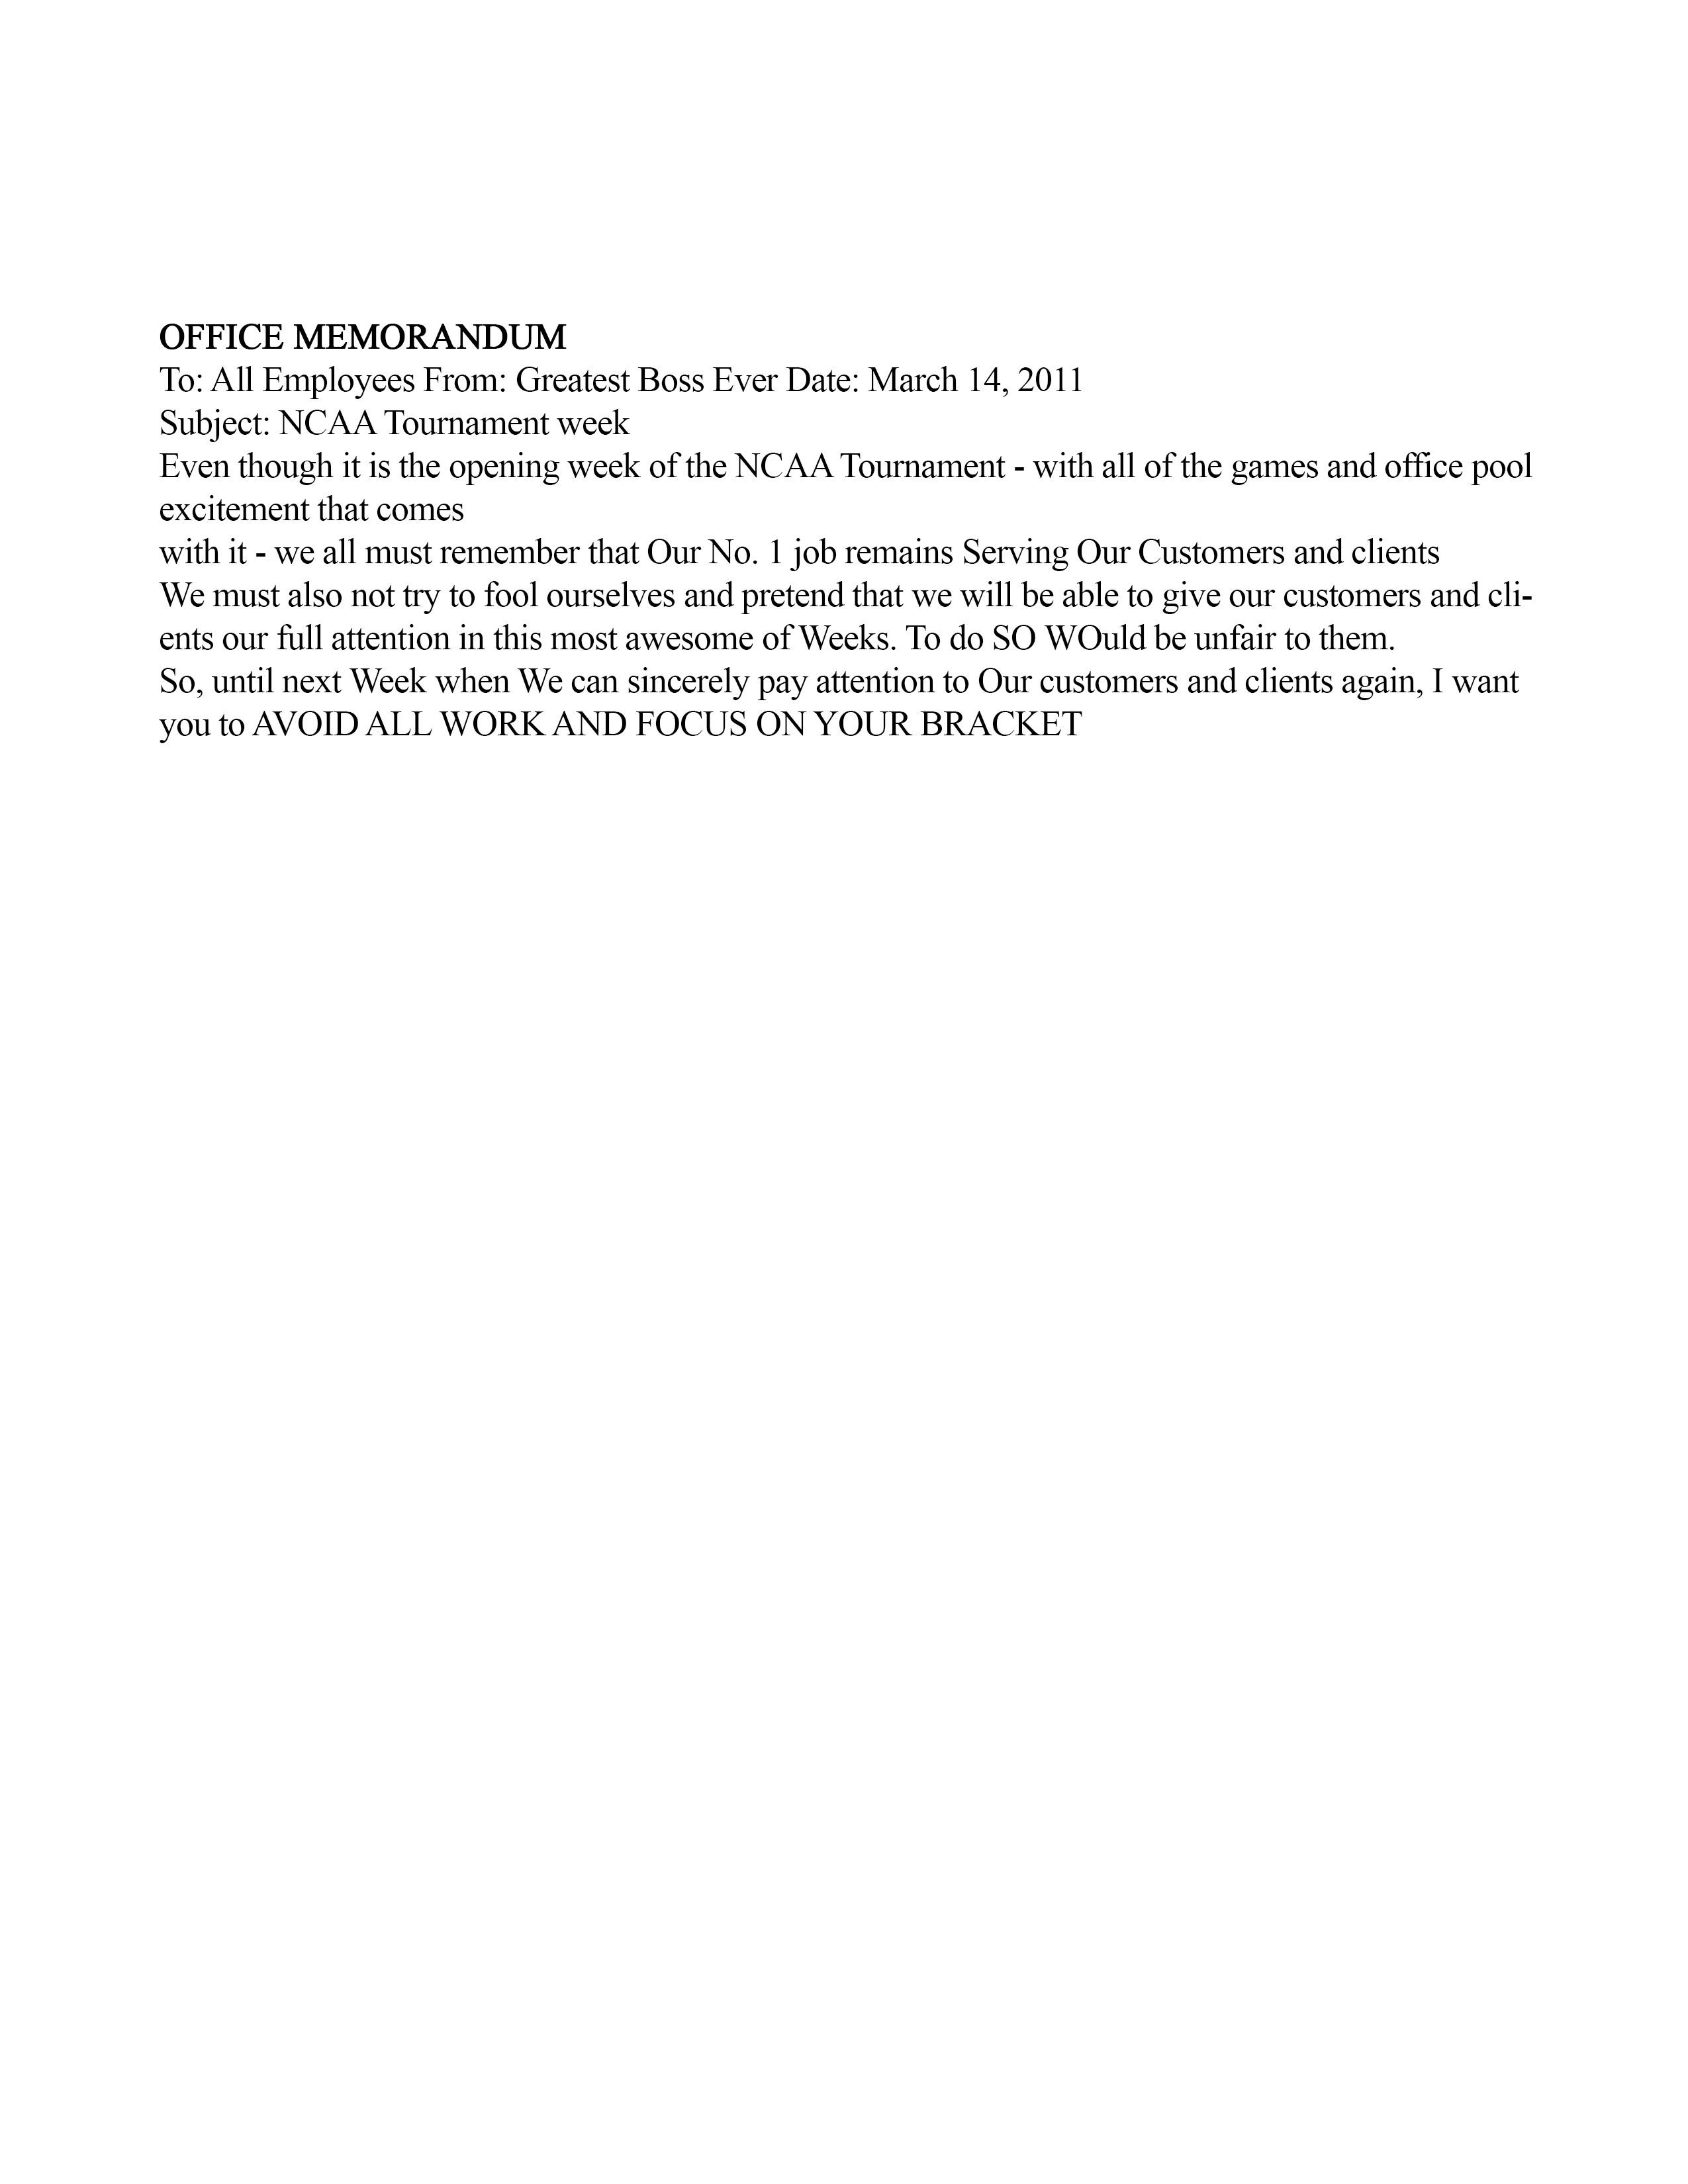 OFFICE MEMORANDUM
To: All Employees From: Greatest Boss Ever Date: March 14, 2011
Subject: NCAA Tournament week
Even though it is the opening week of the NCAA Tournament - with all of the games and office pool
excitement that comes
with it - we all must remember that Our No. 1 job remains Serving Our Customers and clients
We must also not try to fool ourselves and pretend that we will be able to give our customers and cli-
ents our full attention in this most awesome of Weeks. To do SO WOuld be unfair to them.
So, until next Week when We can sincerely pay attention to Our customers and clients again, I want
you to AVOID ALL WORK AND FOCUS ON YOUR BRACKET